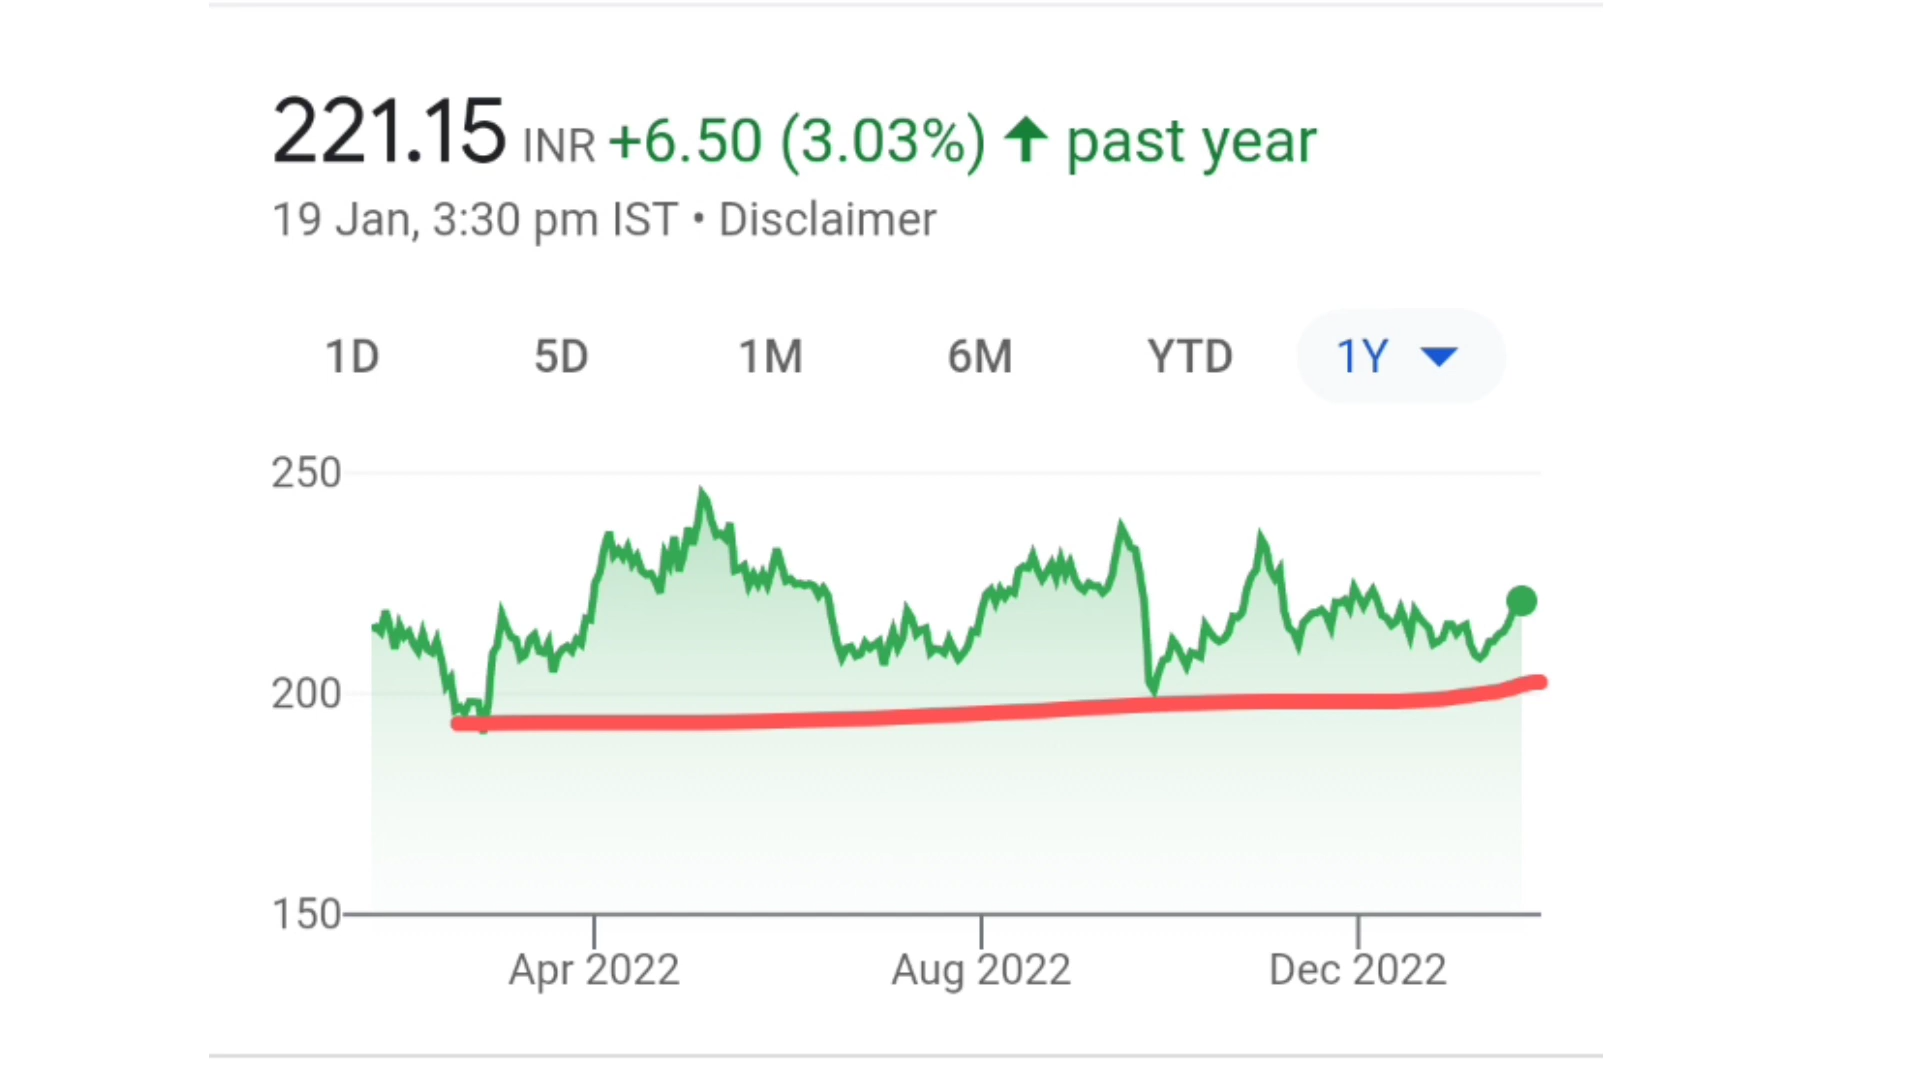 221.15 INR +6.50 (3.03%) ↑ past year
19 Jan, 3:30 pm IST • Disclaimer
1D 5D 1M 6M YTD 1Y
250
200
150
Apr 2022 Aug 2022 Dec 2022